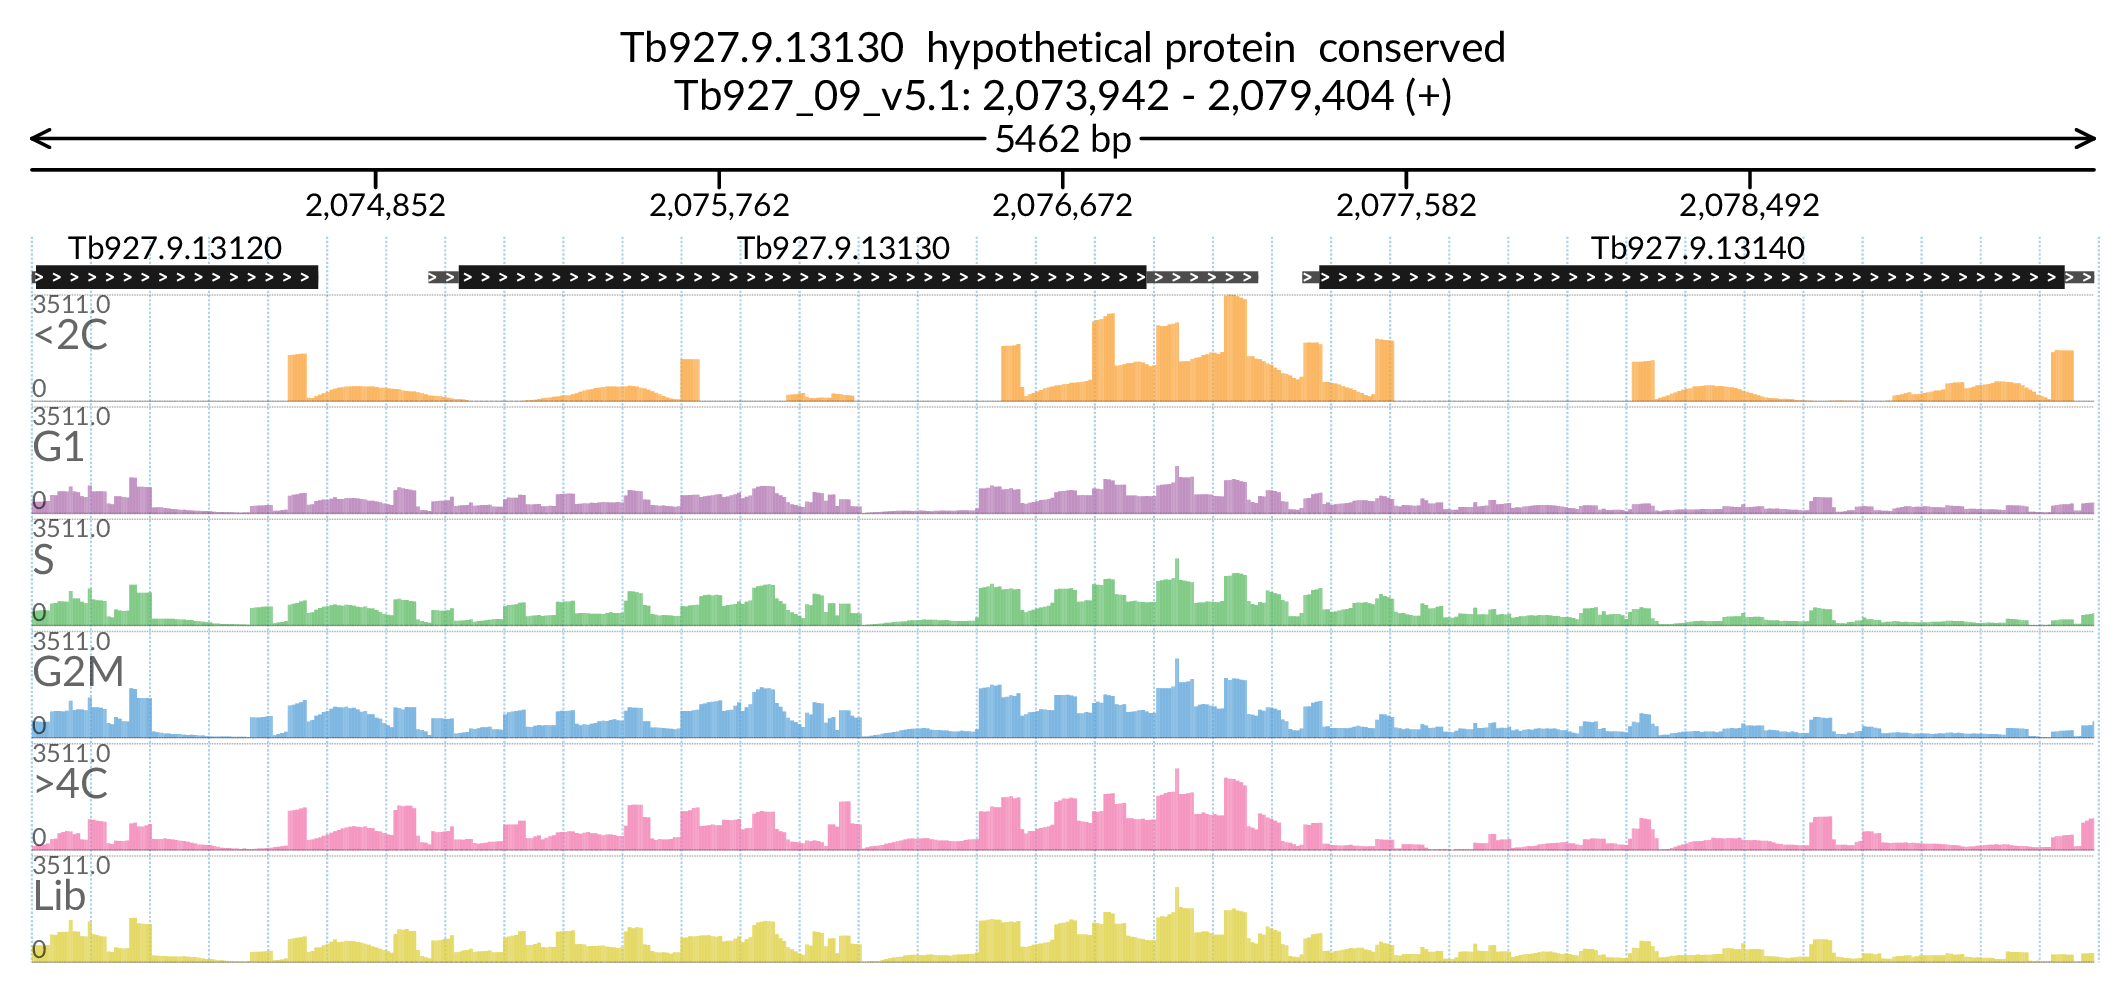 Tb927.9.13130 hypothetical protein conserved
Tb927_09_v5.1: 2,073,942 - 2,079,404 (+)
5462 bp
2,074,852 2,075,762 2,076,672 2,077,582 2,078,492
Tb927.9.13120 Tb927.9.13130 Tb927.9.13140
3511.0
<2C
0
3511.0
G1
0
3511.0
S
0
3511.0
G2M
0
3511.0
>4C
0
3511.0
Lib
0